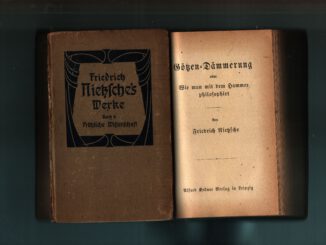 Friedrich
Nietzsche's
Werke
Fröhliche Wissenschaft
Götzen-Dämmerung
oder
Wie man mit dem Hammer
philosophiert
Von
Friedrich Nietzsche
Alfred Kröner Verlag in Leipzig